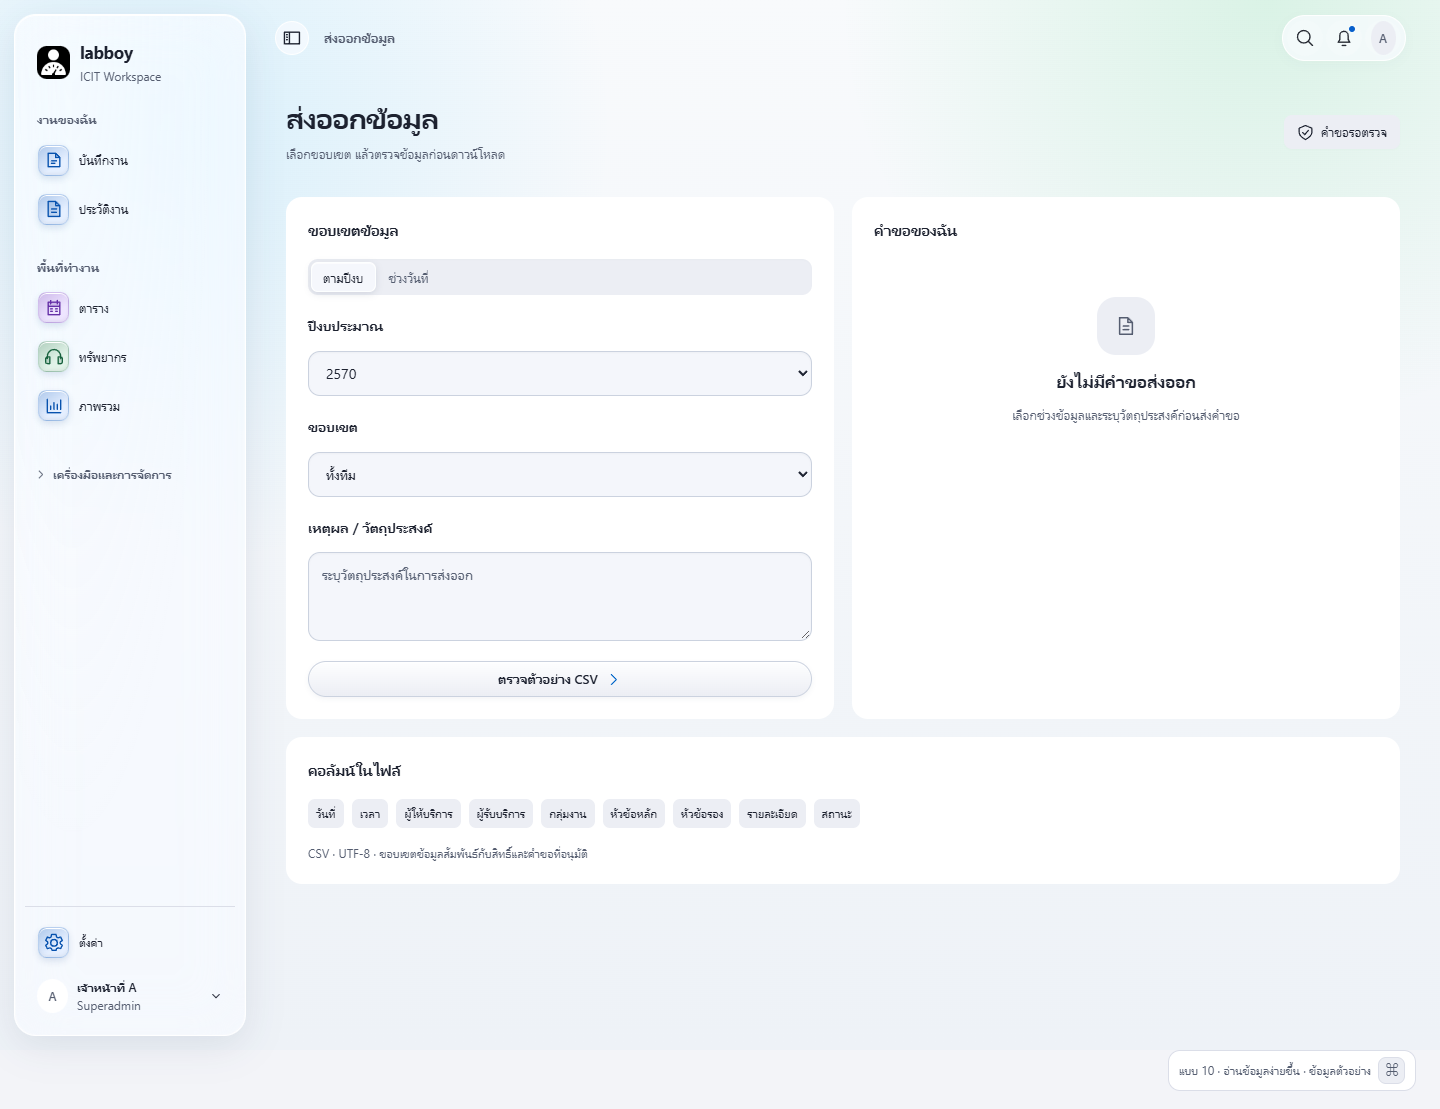 labboy
ICIT Workspace
งานของฉัน
บันทึกงาน
ประวัติงาน
พื้นที่ทำงาน
ตาราง
ทรัพยากร
ภาพรวม
เครื่องมือและการจัดการ
ตั้งค่า
A
เจ้าหน้าที่ A
Superadmin
ส่งออกข้อมูล
A
ส่งออกข้อมูล
เลือกขอบเขต แล้วตรวจข้อมูลก่อนดาวน์โหลด
คำขอรอตรวจ
ขอบเขตข้อมูล
ตามปีงบ
ช่วงวันที่
ปีงบประมาณ
2570
ขอบเขต
ทั้งทีม
เหตุผล / วัตถุประสงค์
ระบุวัตถุประสงค์ในการส่งออก
ตรวจตัวอย่าง CSV
คำขอของฉัน
ยังไม่มีคำขอส่งออก
เลือกช่วงข้อมูลและระบุวัตถุประสงค์ก่อนส่งคำขอ
คอลัมน์ในไฟล์
วันที่
เวลา
ผู้ให้บริการ
ผู้รับบริการ
กลุ่มงาน
หัวข้อหลัก
หัวข้อรอง
รายละเอียด
สถานะ
CSV · UTF-8 · ขอบเขตข้อมูลสัมพันธ์กับสิทธิ์และคำขอที่อนุมัติ
แบบ 10 · อ่านข้อมูลง่ายขึ้น · ข้อมูลตัวอย่าง ⌘